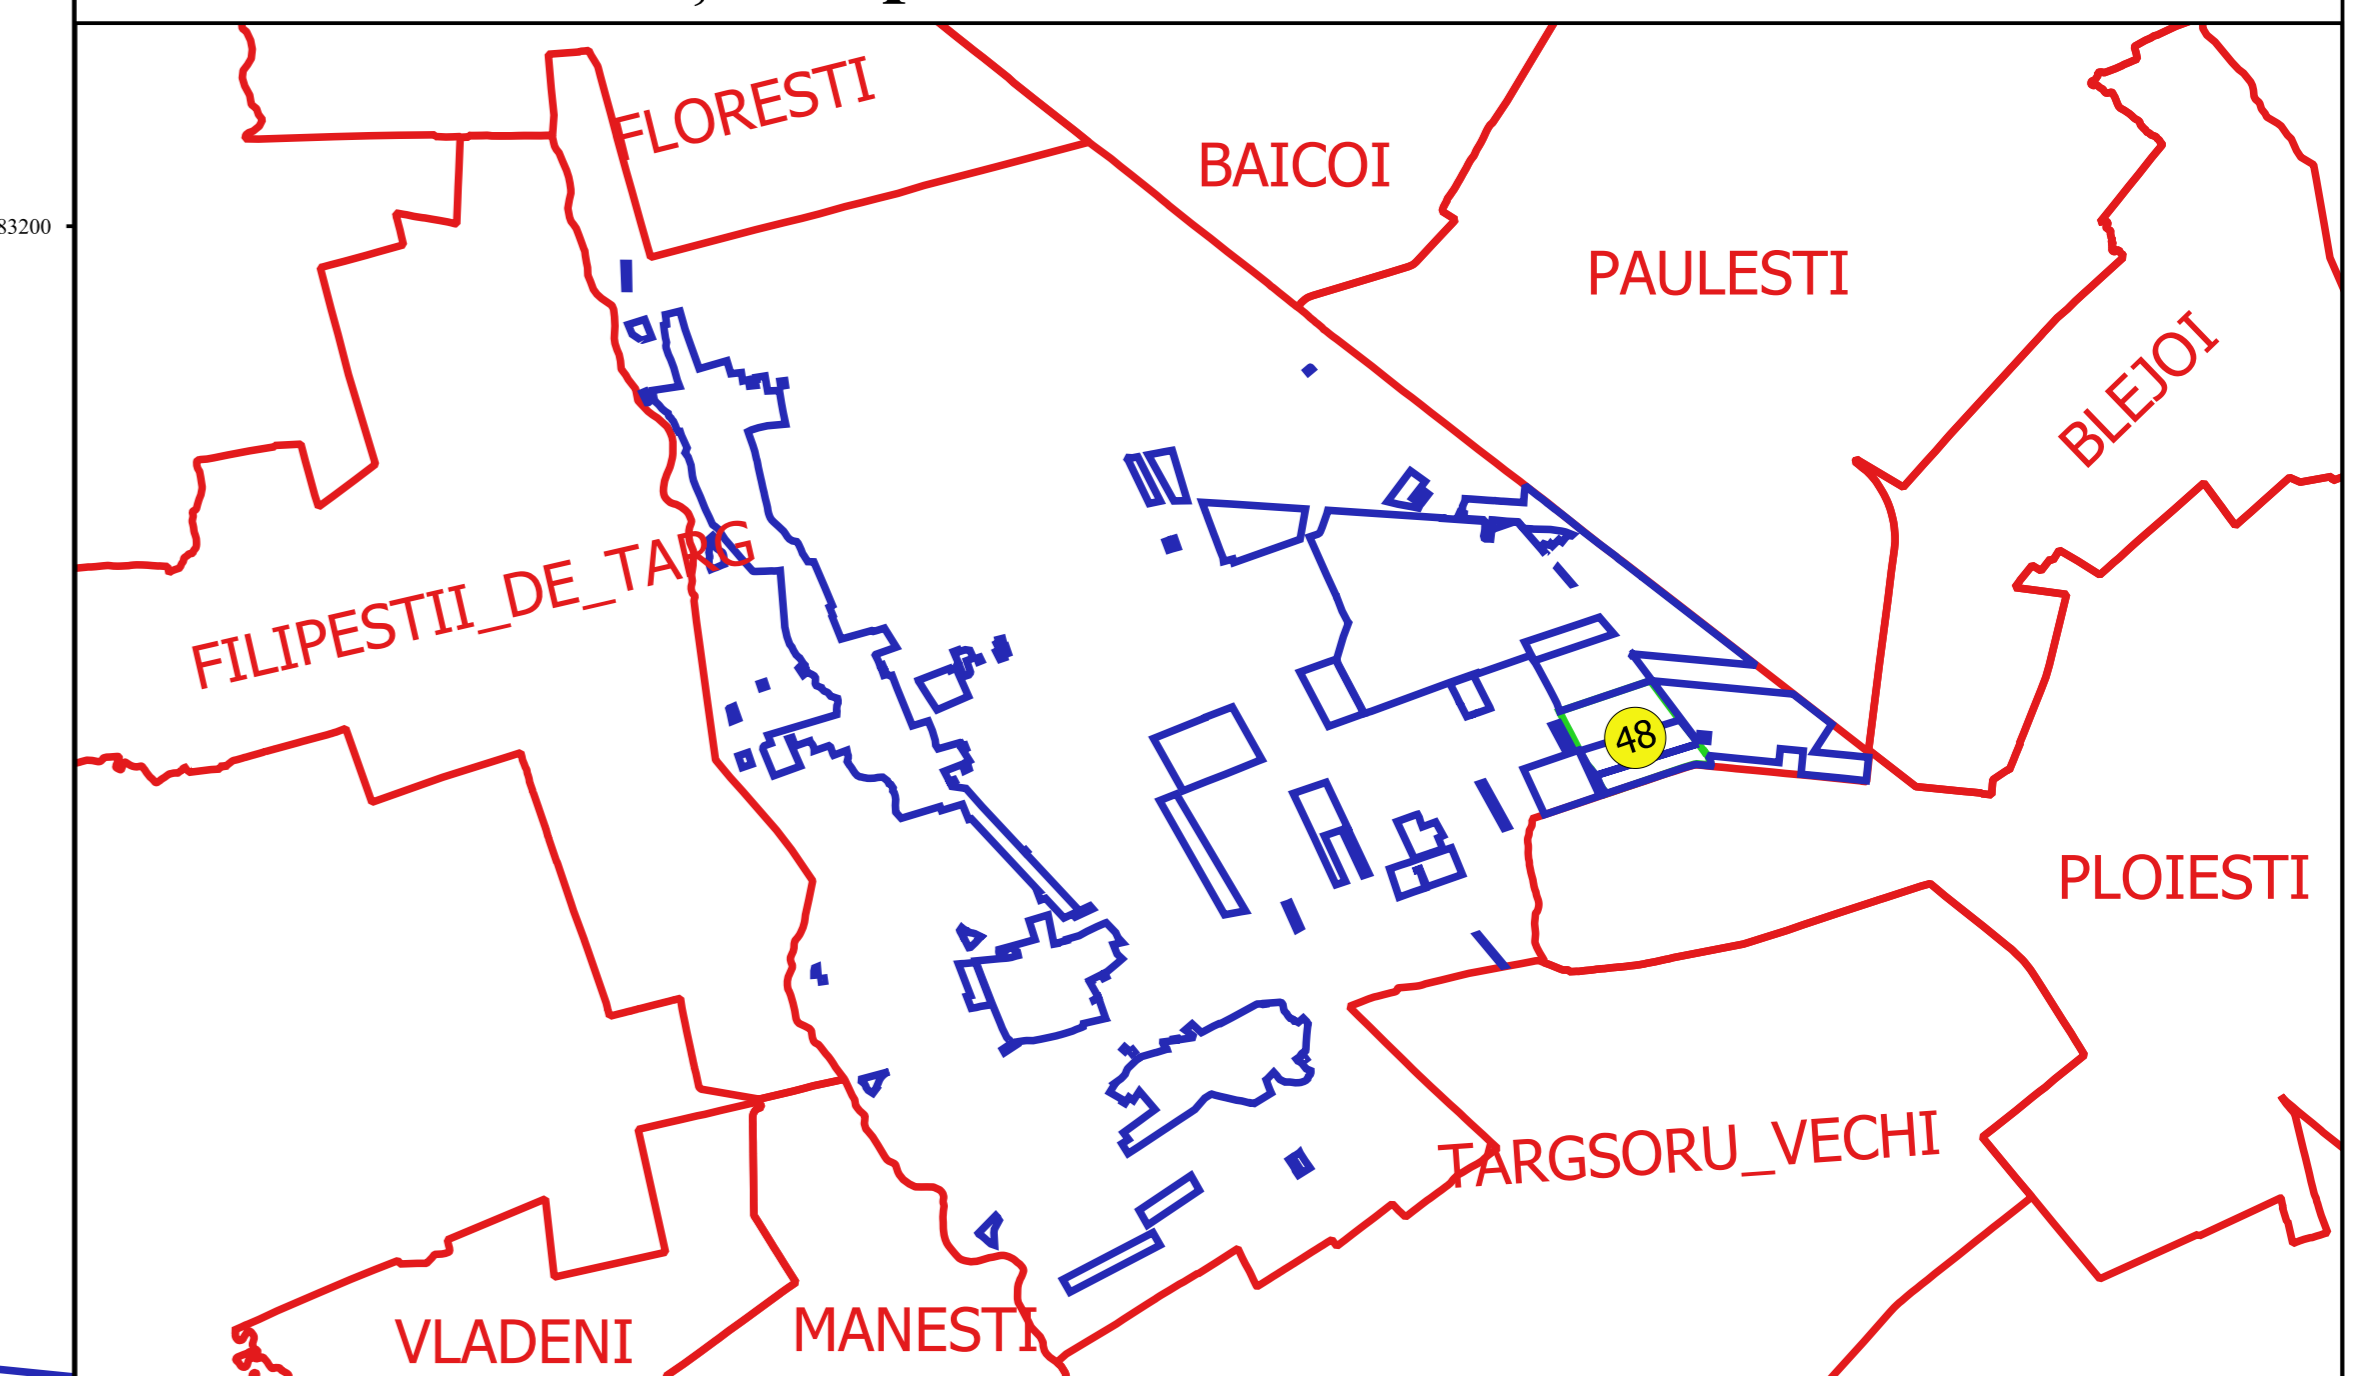 FLORESTI
BAICOI
83200
PAULESTI
BLEJOI
FILIPESTII_DE_TARG
48
PLOIESTI
TARGSORU_VECHI
MANESTI
VLADENI